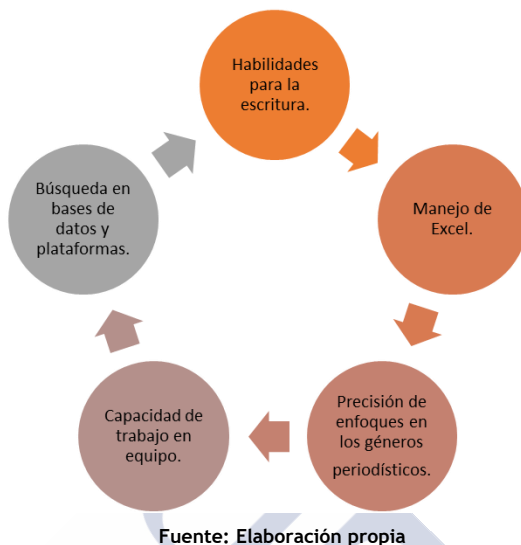 Habilidades
para la
escritura.
Manejo de
Excel.
Precisión de
enfoques en
los géneros
periodísticos.
Capacidad de
trabajo en
equipo.
Búsqueda en
bases de
datos y
plataformas.
Fuente: Elaboración propia